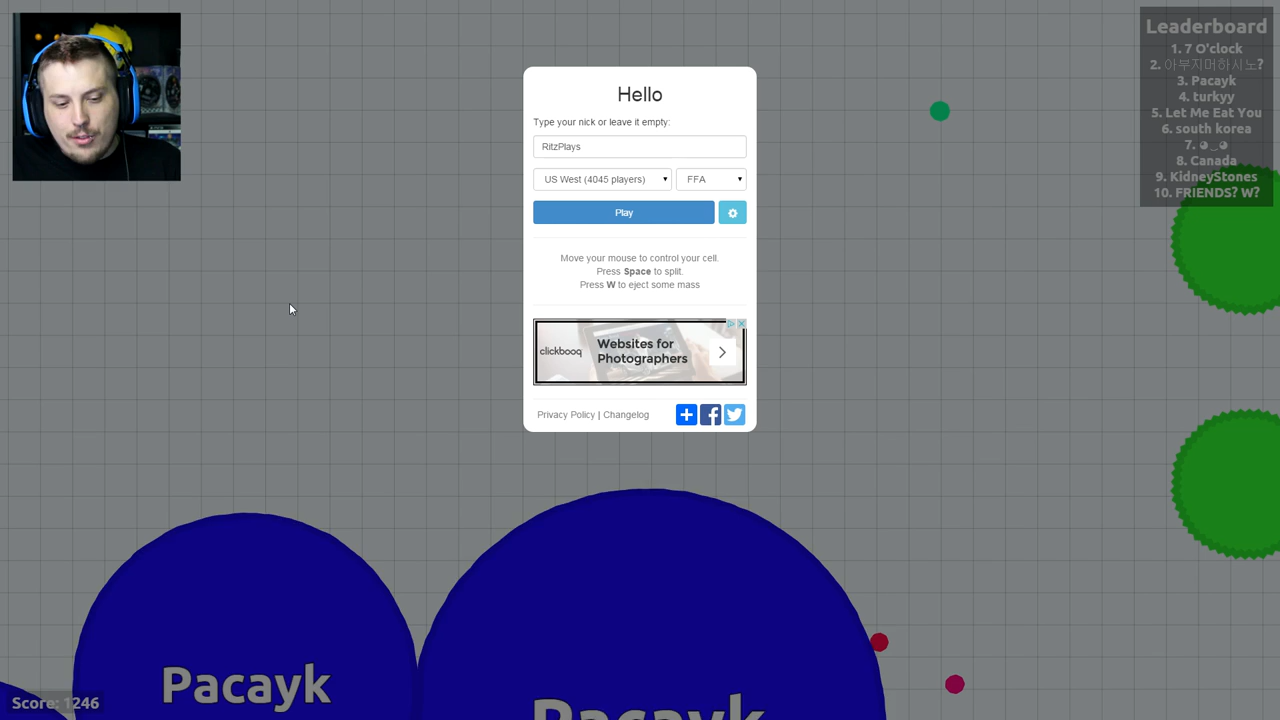 Leaderboard
1. 7 O'clock
2. 아부지머하시노?
3. Pacayk
4. turkyy
5. Let Me Eat You
6. south korea
7. ◕‿◕
8. Canada
9. KidneyStones
10. FRIENDS? W?
Hello
Type your nick or leave it empty:
RitzPlays
US West (4045 players)
FFA
Play
Move your mouse to control your cell.
Press Space to split.
Press W to eject some mass
clickbooq
Websites for
Photographers
Privacy Policy | Changelog
Pacayk
Pacayk
Score: 1246